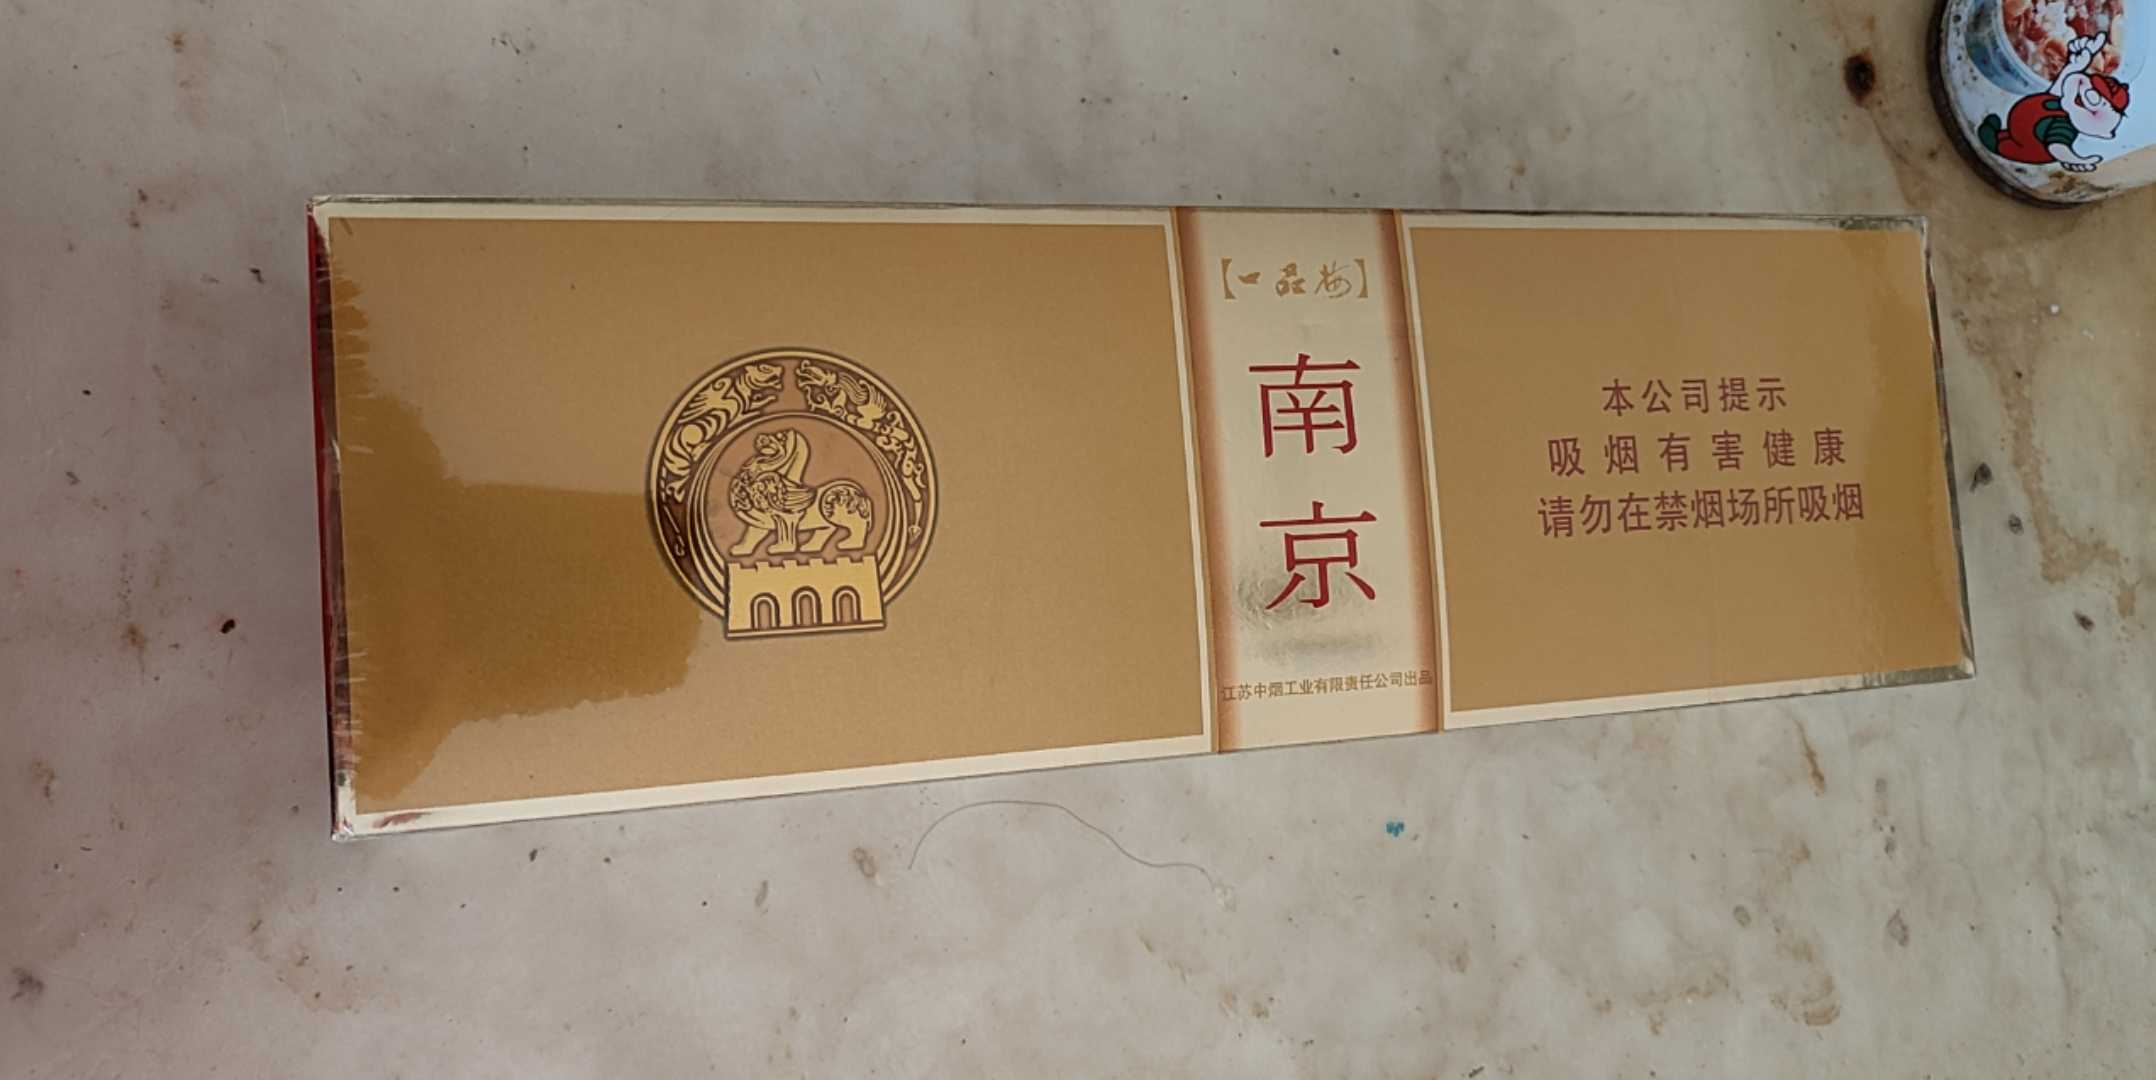 【一品梅】
南
京
江苏中烟工业有限责任公司出品
本公司提示
吸烟有害健康
请勿在禁烟场所吸烟